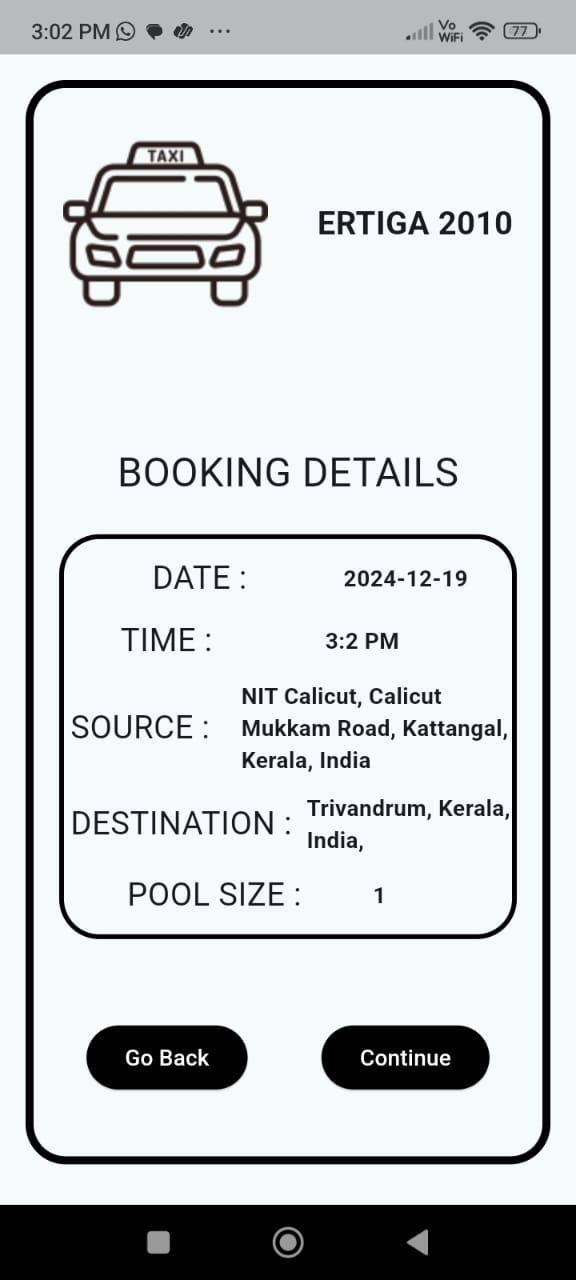 3:02 PM
Vo
WiFi
77
TAXI
ERTIGA 2010
BOOKING DETAILS
DATE : 2024-12-19
TIME : 3:2 PM
SOURCE : NIT Calicut, Calicut
Mukkam Road, Kattangal,
Kerala, India
DESTINATION : Trivandrum, Kerala,
India,
POOL SIZE : 1
Go Back Continue